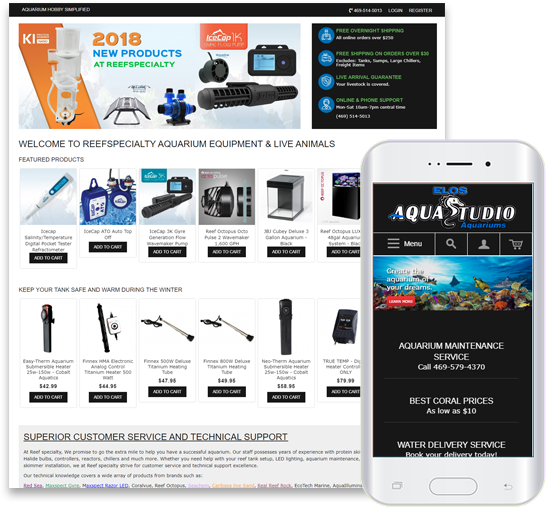 AQUARIUM HOBBY SIMPLIFIED
469-514-5013 LOGIN REGISTER
KI
2018
NEW PRODUCTS
AT REEFSPECIALTY
IceCap 1K
FREE OVERNIGHT SHIPPING
All online orders over $250
FREE SHIPPING ON ORDERS OVER $30
Excludes: Tanks, Sumps, Large Chillers,
Freight Items
LIVE ARRIVAL GUARANTEE
Your livestock is covered.
ONLINE & PHONE SUPPORT
Mon-Sat 10am-7pm central time
(469) 514-5013
WELCOME TO REEFSPECIALTY AQUARIUM EQUIPMENT & LIVE ANIMALS
FEATURED PRODUCTS
Icecap
Salinity/Temperature
Digital Pocket Tester
Refractometer
ADD TO CART
IceCap ATO Auto Top
Off
ADD TO CART
IceCap 3K Gyre
Generation Flow
Wavemaker Pump
ADD TO CART
Reef Octopus Octo
Pulse 2 Wavemaker
1,600 GPH
ADD TO CART
JBJ Cubey Deluxe 3
Gallon Aquarium -
Black
ADD TO CART
REEF OCTOPUS
Reef Octopus LUX
48gal Aquarium
System - Black
ADD TO CART
KEEP YOUR TANK SAFE AND WARM DURING THE WINTER
Easy-Therm Aquarium
Submersible Heater
25w-150w - Cobalt
Aquatics
$42.99
ADD TO CART
Finnex HMA Electronic
Analog Control
Titanium Heater 500
Watt
$44.95
ADD TO CART
Finnex 500W Deluxe
Titanium Heating
Tube
$47.95
ADD TO CART
Finnex 800W Deluxe
Titanium Heating
Tube
$49.95
ADD TO CART
Neo-Therm Aquarium
Submersible Heater
25w-150w - Cobalt
Aquatics
$58.95
ADD TO CART
TRUE TEMP - Di
Heater Control
ONLY
$79.99
ADD TO CART
SUPERIOR CUSTOMER SERVICE AND TECHNICAL SUPPORT
At Reef specialty, We promise to go the extra mile to help you have a successful aquarium. Our staff possesses years of experience with protein ski
Halide bulbs, controllers, reactors, chillers and much more. Whether you need help with your reef tank setup, LED lighting, aquarium maintenance,
skimmer installation, we at Reef specialty strive for customer service and technical support excellence.
Our technical knowledge covers a wide array of products from brands such as:
Red Sea, Maxspect Gyre, Maxspect Razor LED, Coralvue, Reef Octopus, Real Reef Rock, EcoTech Marine, AquaIllumina
ELOS
AQUASTUDIO
Aquariums
Menu
Create the
aquarium of
your dreams.
LEARN MORE
AQUARIUM MAINTENANCE
SERVICE
Call 469-579-4370
BEST CORAL PRICES
As low as $10
WATER DELIVERY SERVICE
Book your delivery today!